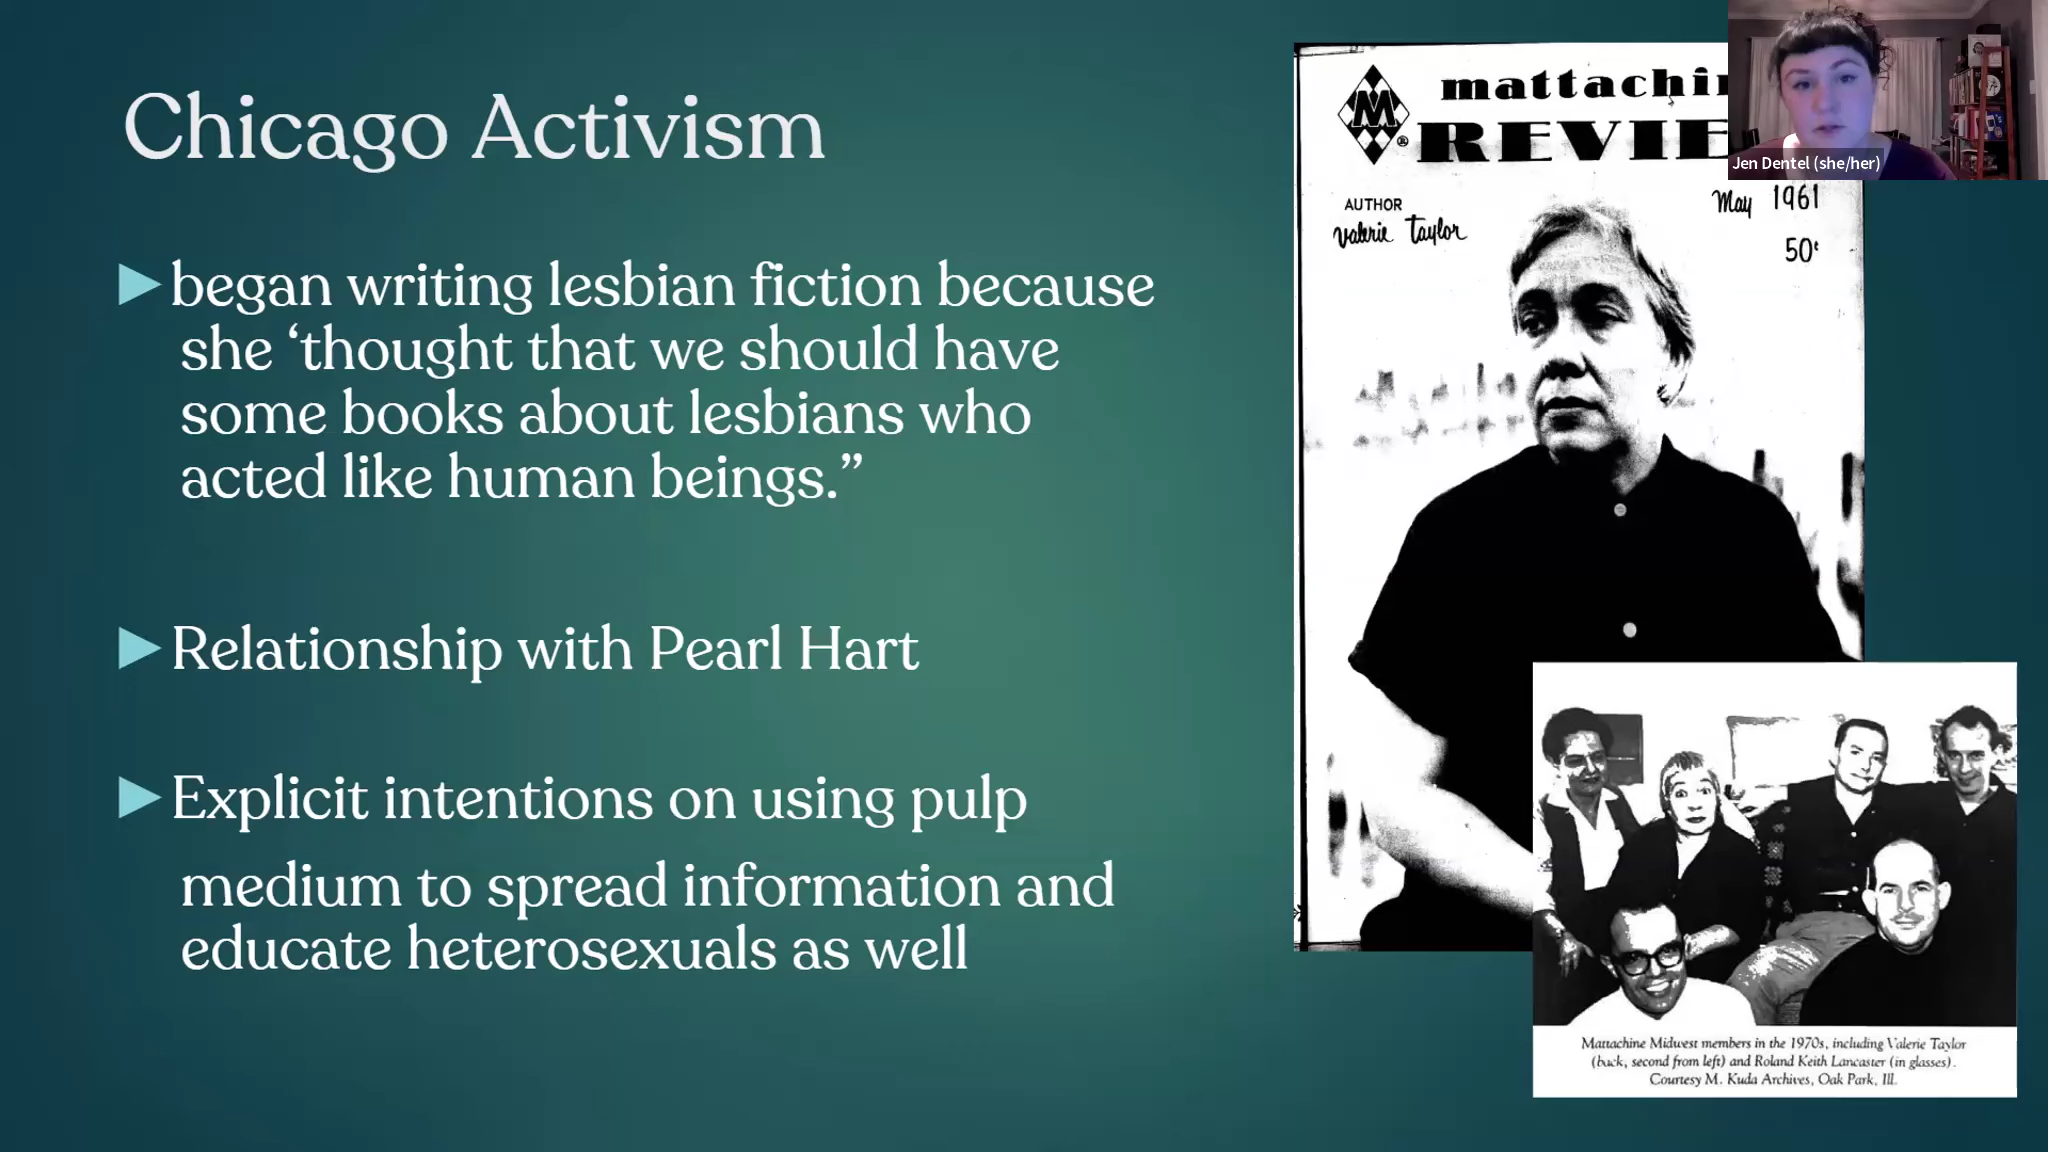 Chicago Activism
began writing lesbian fiction because
she ‘thought that we should have
some books about lesbians who
acted like human beings.”
Relationship with Pearl Hart
Explicit intentions on using pulp
medium to spread information and
educate heterosexuals as well
mattachi
REVIE
M
®
AUTHOR
Valerie Taylor
May 1961
50¢
Jen Dentel (she/her)
Mattachine Midwest members in the 1970s, including Valerie Taylor
(back, second from left) and Roland Keith Lancaster (in glasses).
Courtesy M. Kuda Archives, Oak Park, Ill.